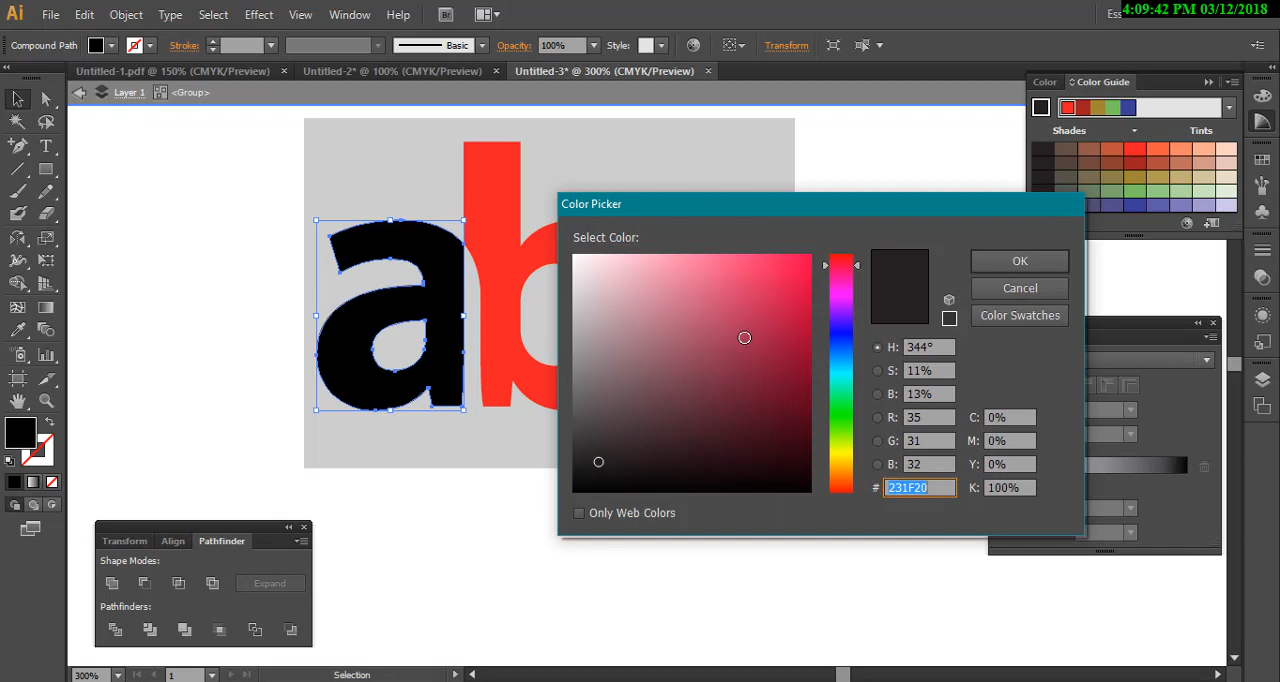 4:09:42 PM 03/12/2018
Ai File Edit Object Type Select Effect View Window Help Br Es
Compound Path Stroke: Basic Opacity: 100% Style: Transform
Untitled-1.pdf @ 150% (CMYK/Preview) × Untitled-2* @ 100% (CMYK/Preview) × Untitled-3* @ 300% (CMYK/Preview) ×
Layer 1 <Group>
Color Color Guide
Shades Tints
ab
Color Picker
Select Color:
OK
Cancel
Color Swatches
H: 344°
S: 11%
B: 13%
R: 35 C: 0%
G: 31 M: 0%
B: 32 Y: 0%
# 231F20 K: 100%
Only Web Colors
Transform Align Pathfinder
Shape Modes:
Expand
Pathfinders:
300% 1 Selection